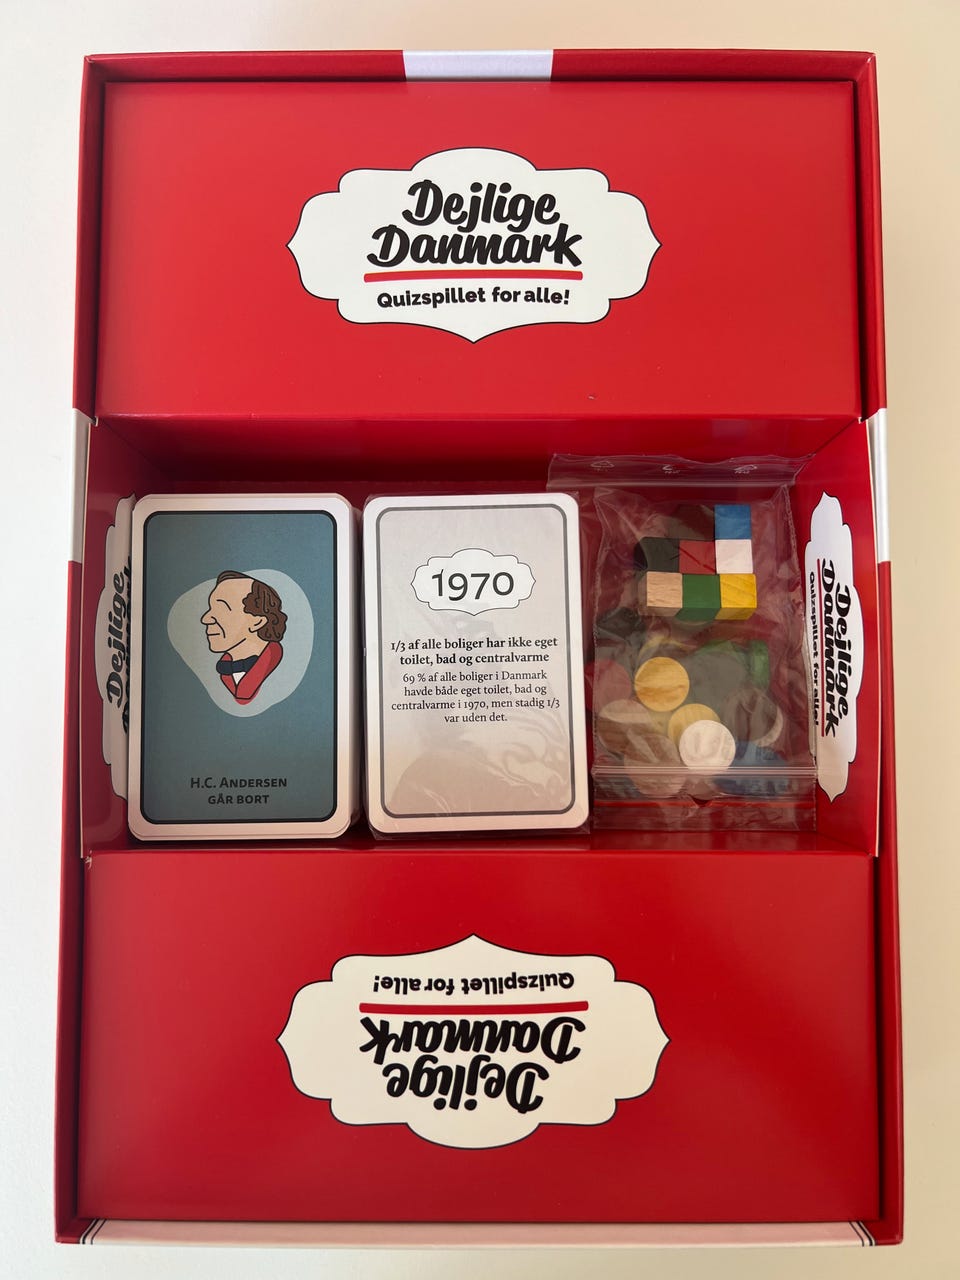 Dejlige
Danmark
Quizspillet for alle!
Dejlige
H.C. Andersen
går bort
1970
1/3 af alle boliger har ikke eget
toilet, bad og centralvarme
69 % af alle boliger i Danmark
havde både eget toilet, bad og
centralvarme i 1970, men stadig 1/3
var uden det.
Dejlige
Danmark
Quizspillet for alle!
Dejlige
Danmark
Quizspillet for alle!